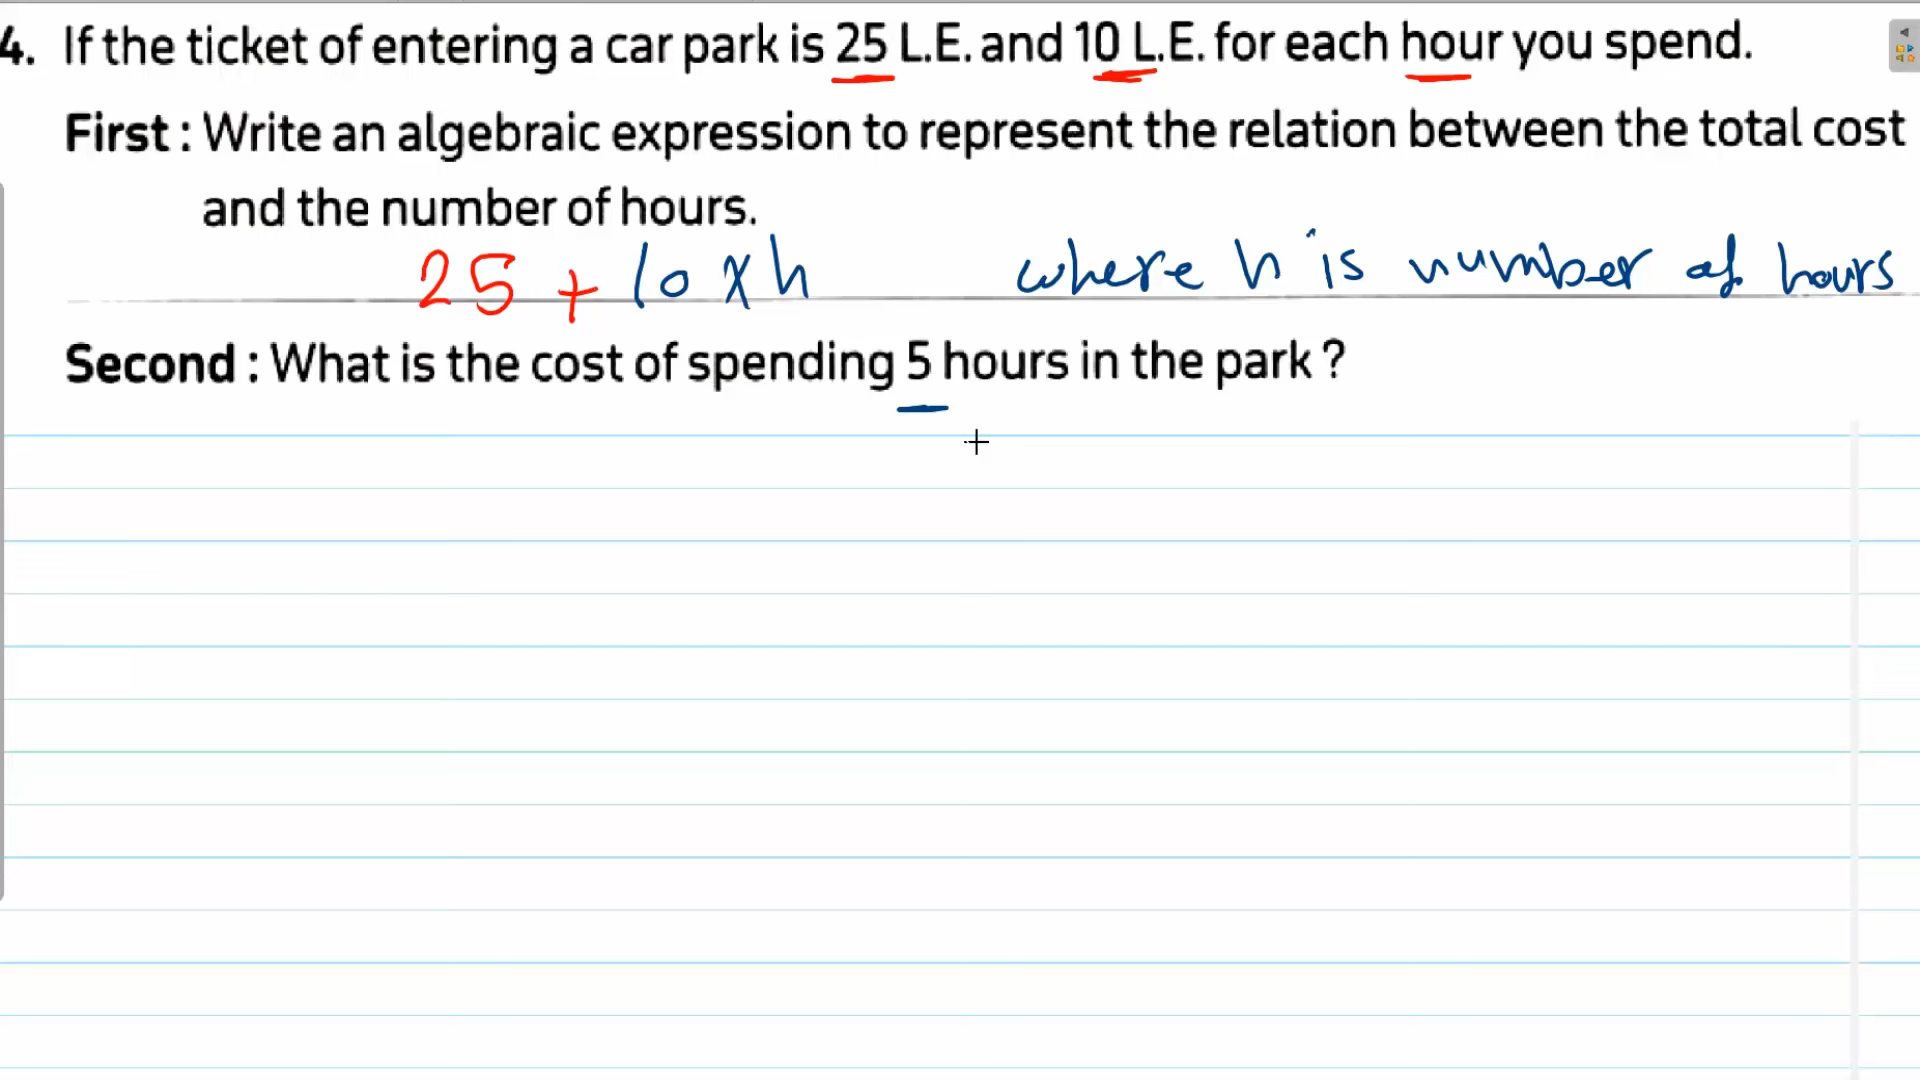 4. If the ticket of entering a car park is 25 L.E. and 10 L.E. for each hour you spend.
First : Write an algebraic expression to represent the relation between the total cost
and the number of hours.
25 + 10 x h where h is number of hours
Second : What is the cost of spending 5 hours in the park ?